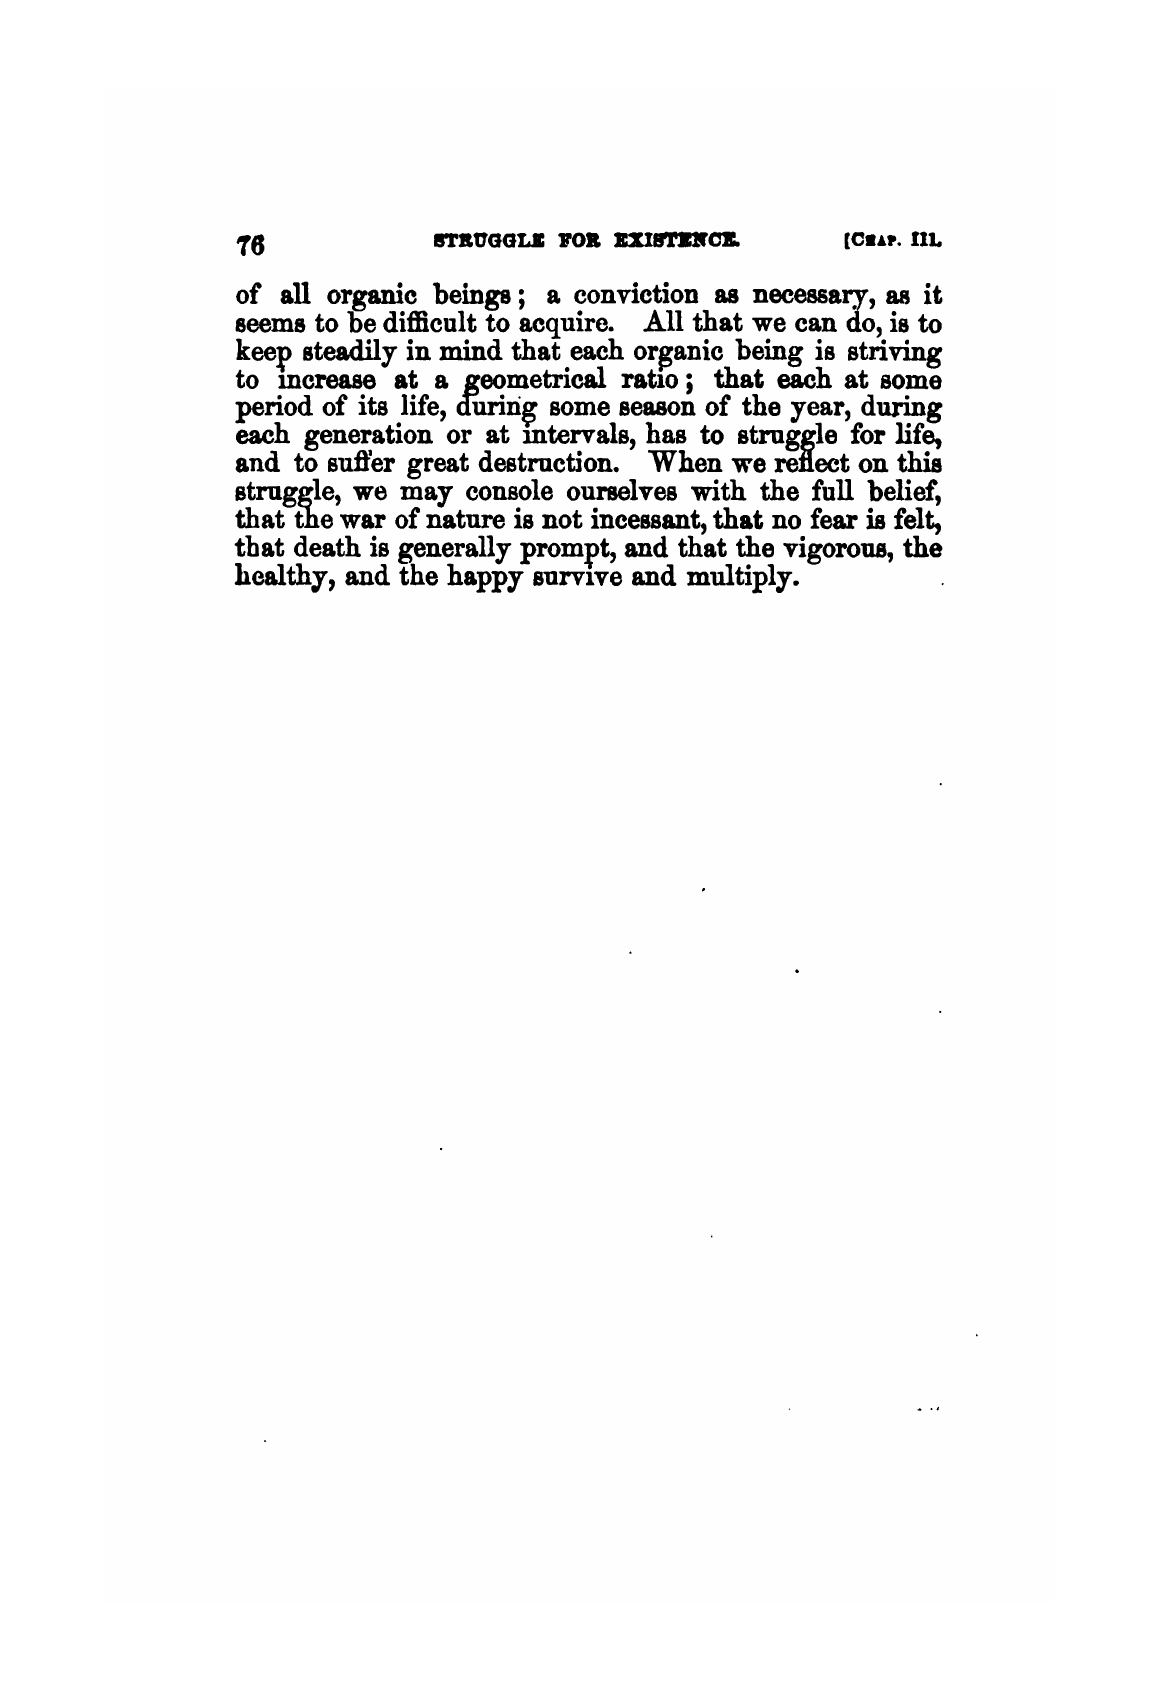 76 STRUGGLE FOR EXISTENCE. [CHAP. III.
of all organic beings; a conviction as necessary, as it
seems to be difficult to acquire. All that we can do, is to
keep steadily in mind that each organic being is striving
to increase at a geometrical ratio; that each at some
period of its life, during some season of the year, during
each generation or at intervals, has to struggle for life,
and to suffer great destruction. When we reflect on this
struggle, we may console ourselves with the full belief,
that the war of nature is not incessant, that no fear is felt,
that death is generally prompt, and that the vigorous, the
healthy, and the happy survive and multiply.